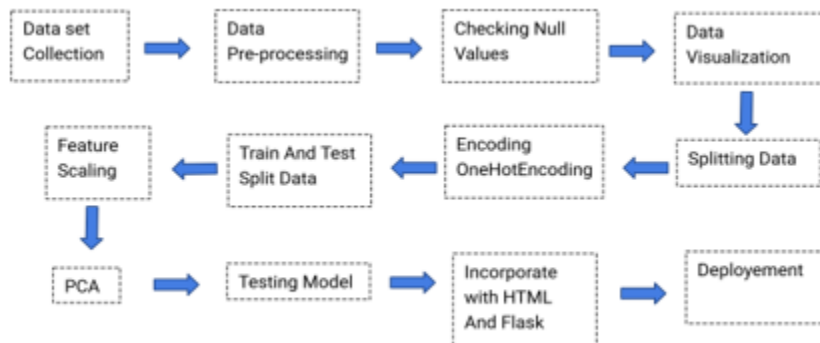 Data set
Collection
Data
Pre-processing
Checking Null
Values
Data
Visualization
Splitting Data
Encoding
OneHotEncoding
Train And Test
Split Data
Feature
Scaling
PCA
Testing Model
Incorporate
with HTML
And Flask
Deployement